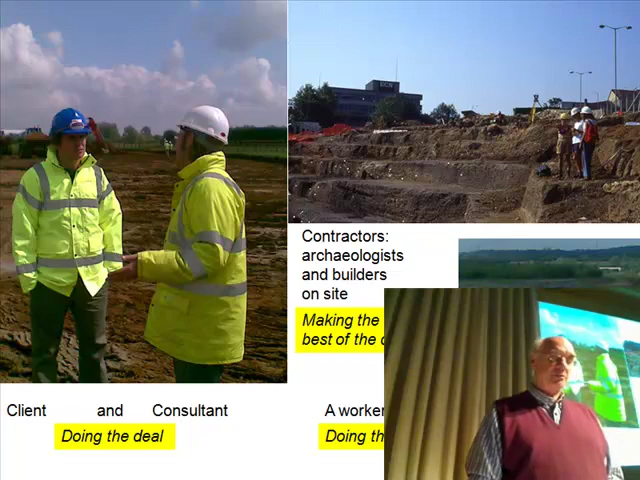 Contractors:
archaeologists
and builders
on site
Making the
best of the
Client and Consultant
A worker
Doing the deal
Doing th